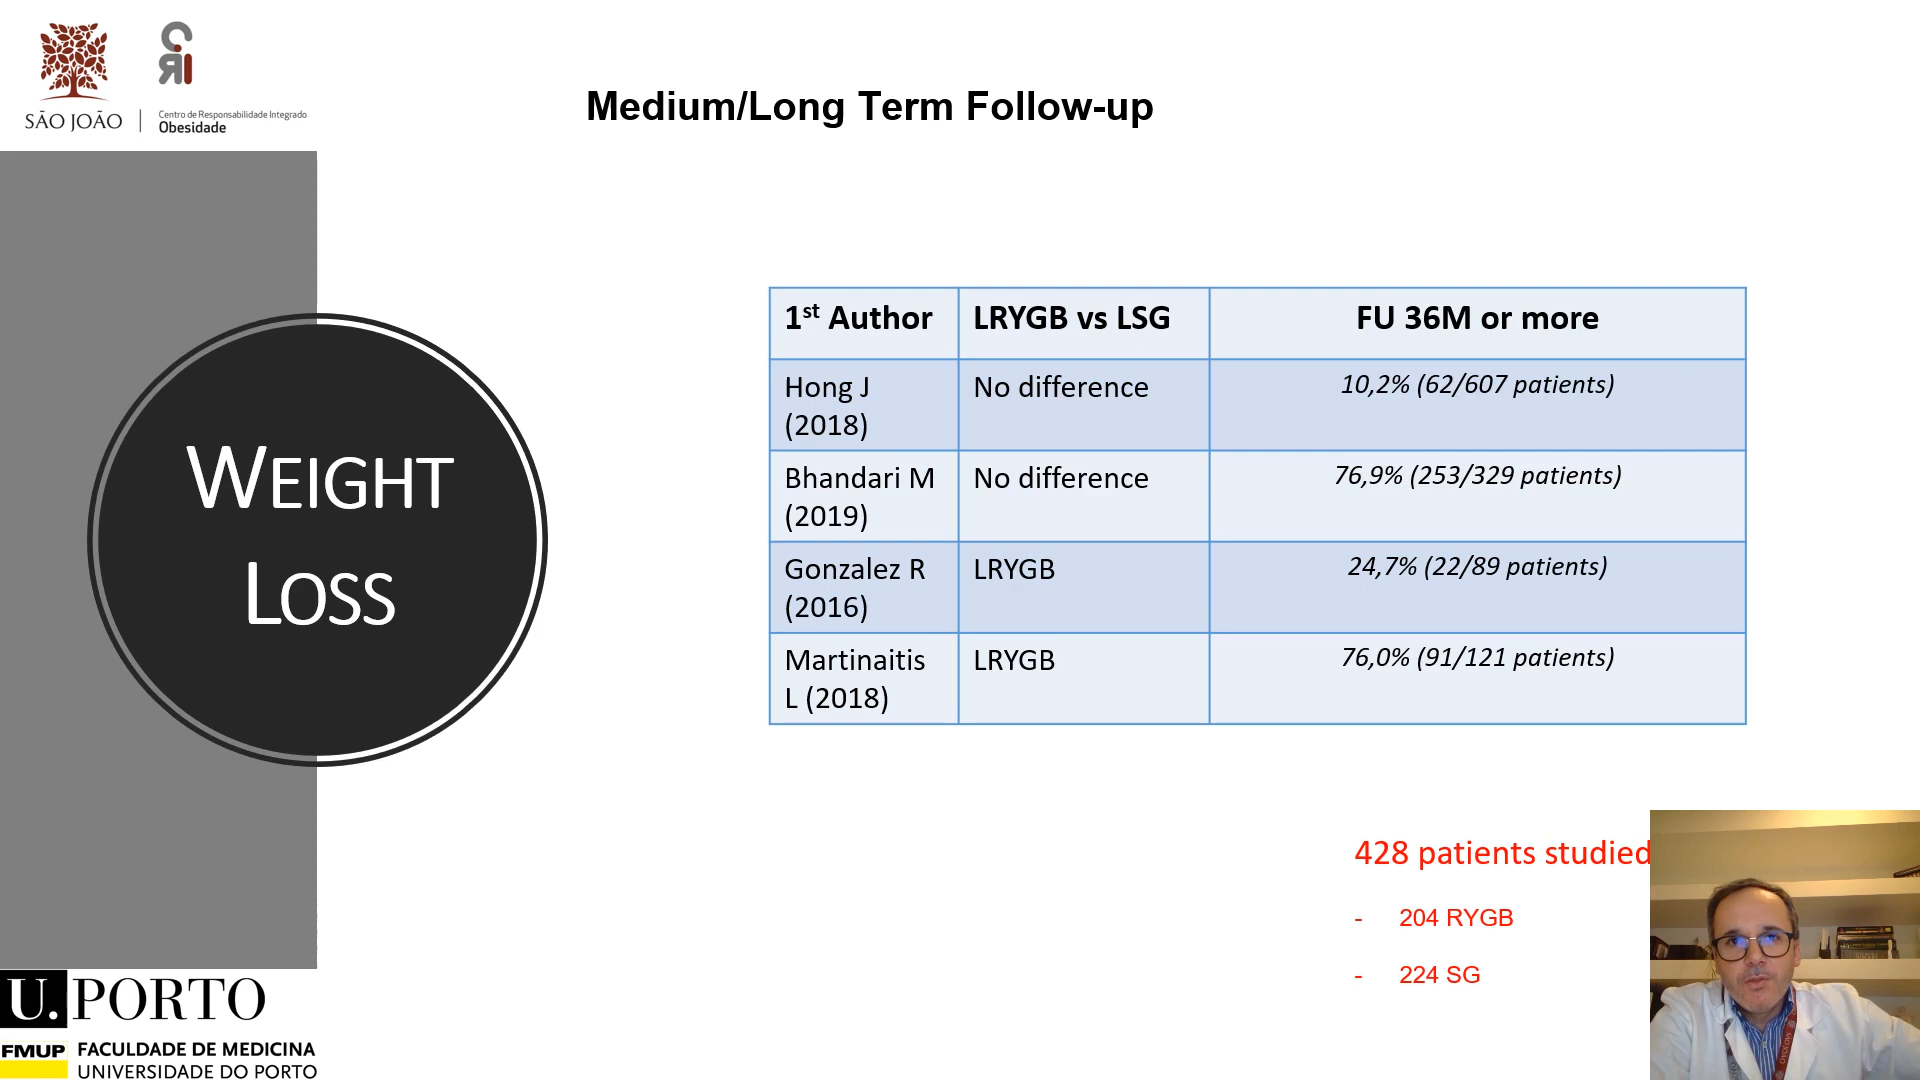 SÃO JOÃO
Centro de Responsabilidade Integrado
Obesidade
Medium/Long Term Follow-up
WEIGHT
LOSS
1st Author LRYGB vs LSG FU 36M or more
Hong J (2018) No difference 10,2% (62/607 patients)
Bhandari M (2019) No difference 76,9% (253/329 patients)
Gonzalez R (2016) LRYGB 24,7% (22/89 patients)
Martinaitis L (2018) LRYGB 76,0% (91/121 patients)
428 patients studied
- 204 RYGB
- 224 SG
U.PORTO
FMUP FACULDADE DE MEDICINA
UNIVERSIDADE DO PORTO